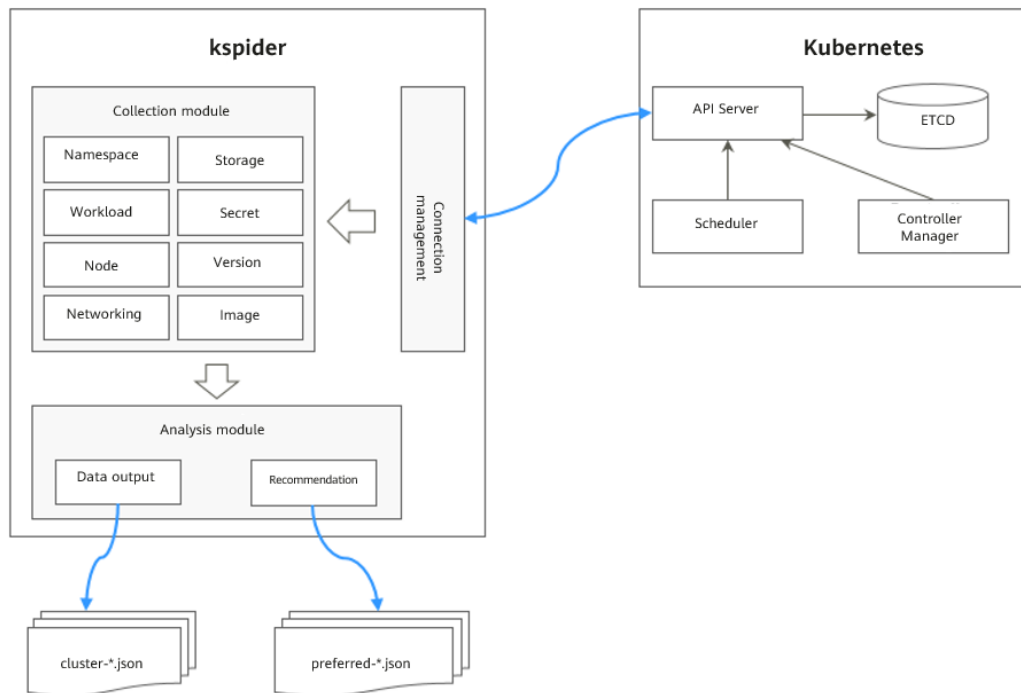 kspider
Collection module
Namespace
Storage
Workload
Secret
Node
Version
Networking
Image
Connection
management
Analysis module
Data output
Recommendation
cluster-*.json
preferred-*.json
Kubernetes
API Server
ETCD
Scheduler
Controller
Manager